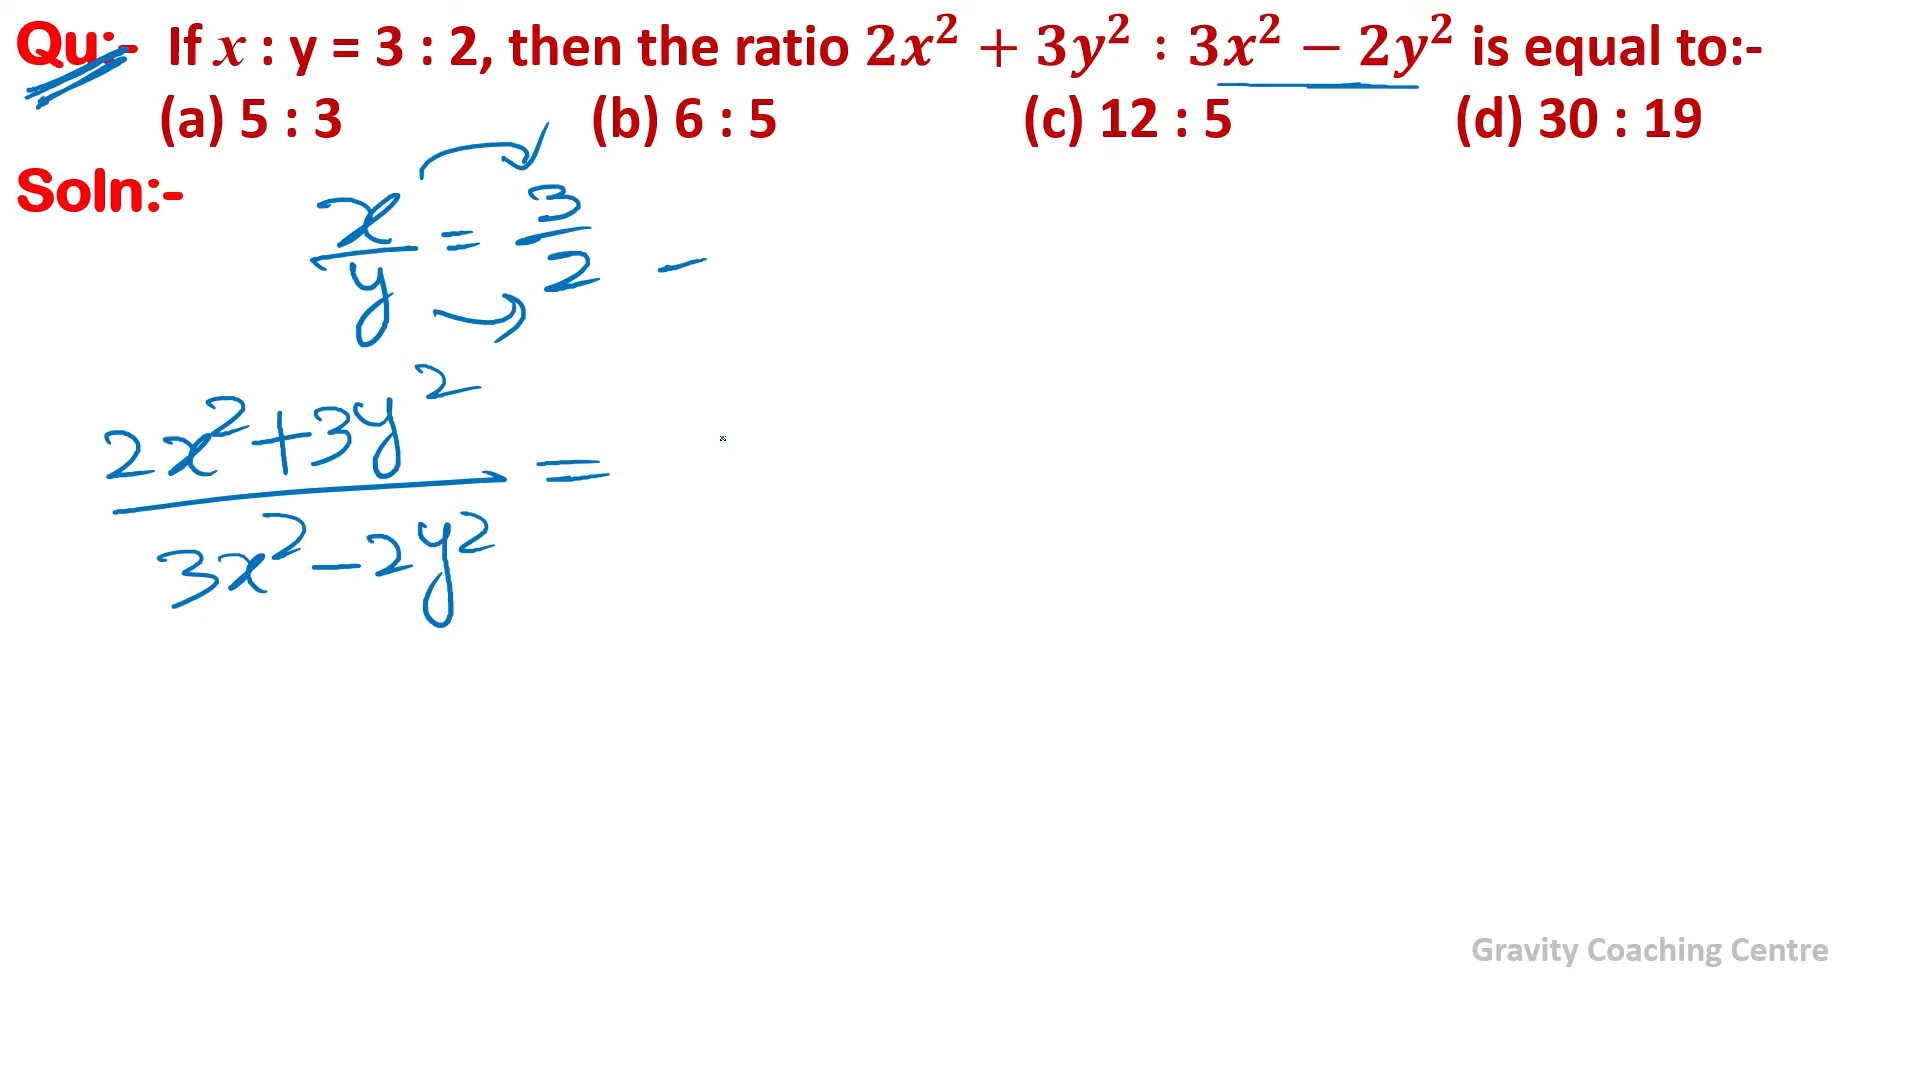 Qu:- If x : y = 3 : 2, then the ratio 2x² + 3y² : 3x² − 2y² is equal to:-
(a) 5 : 3 (b) 6 : 5 (c) 12 : 5 (d) 30 : 19
Soln:-
x/y = 3/2 –
(2x²+3y²)/(3x²–2y²) =
Gravity Coaching Centre